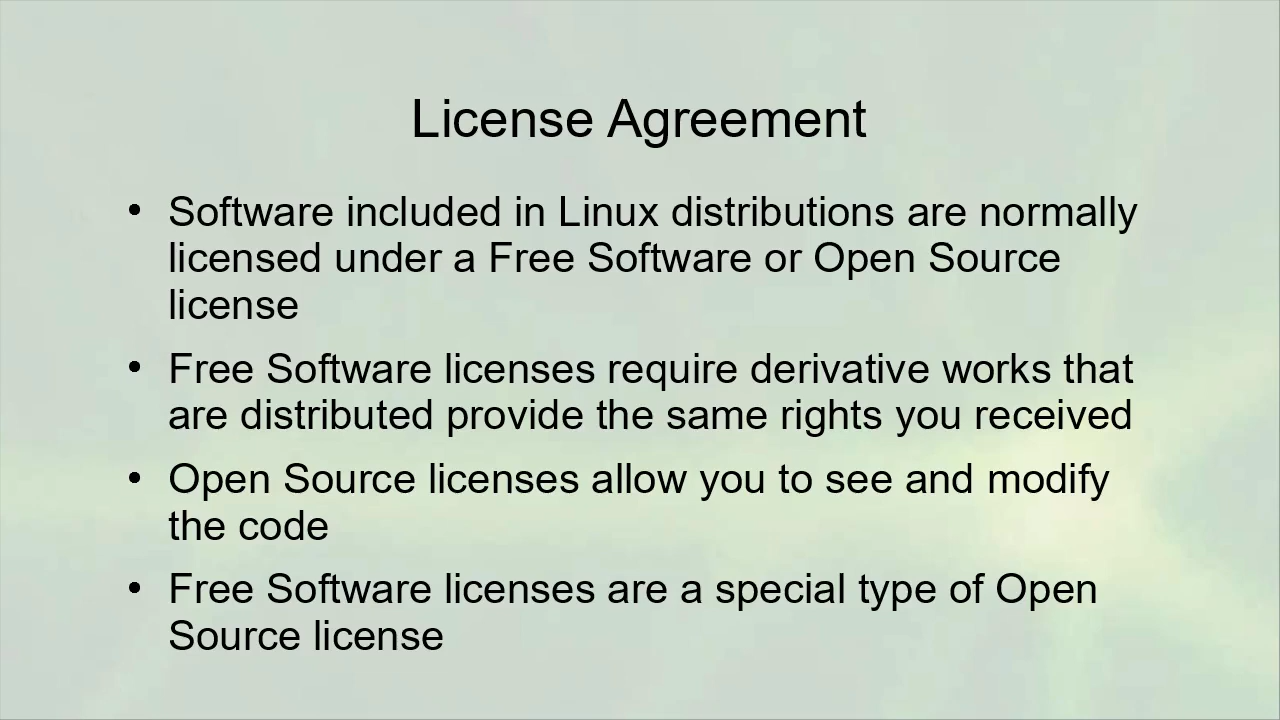 License Agreement
• Software included in Linux distributions are normally
licensed under a Free Software or Open Source
license
• Free Software licenses require derivative works that
are distributed provide the same rights you received
• Open Source licenses allow you to see and modify
the code
• Free Software licenses are a special type of Open
Source license